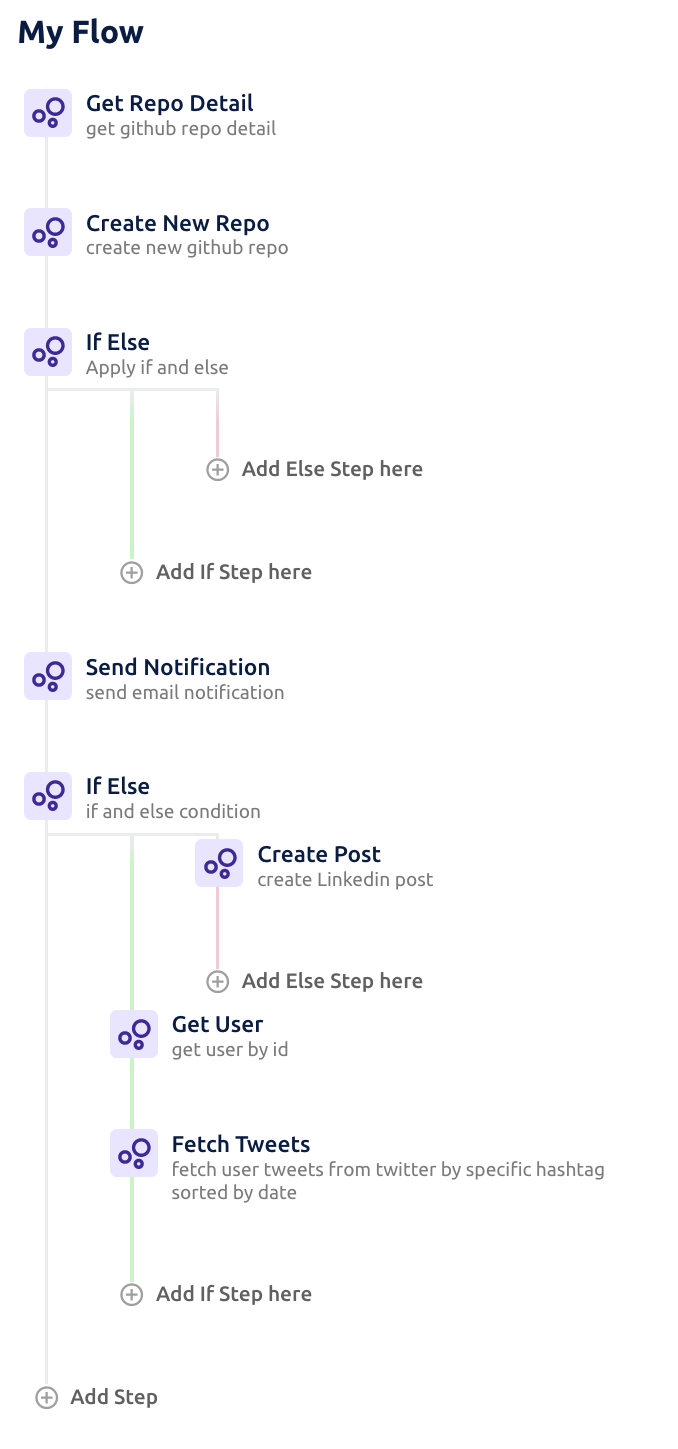 My Flow
Get Repo Detail
get github repo detail
Create New Repo
create new github repo
If Else
Apply if and else
Add Else Step here
Add If Step here
Send Notification
send email notification
If Else
if and else condition
Create Post
create Linkedin post
Add Else Step here
Get User
get user by id
Fetch Tweets
fetch user tweets from twitter by specific hashtag
sorted by date
Add If Step here
Add Step